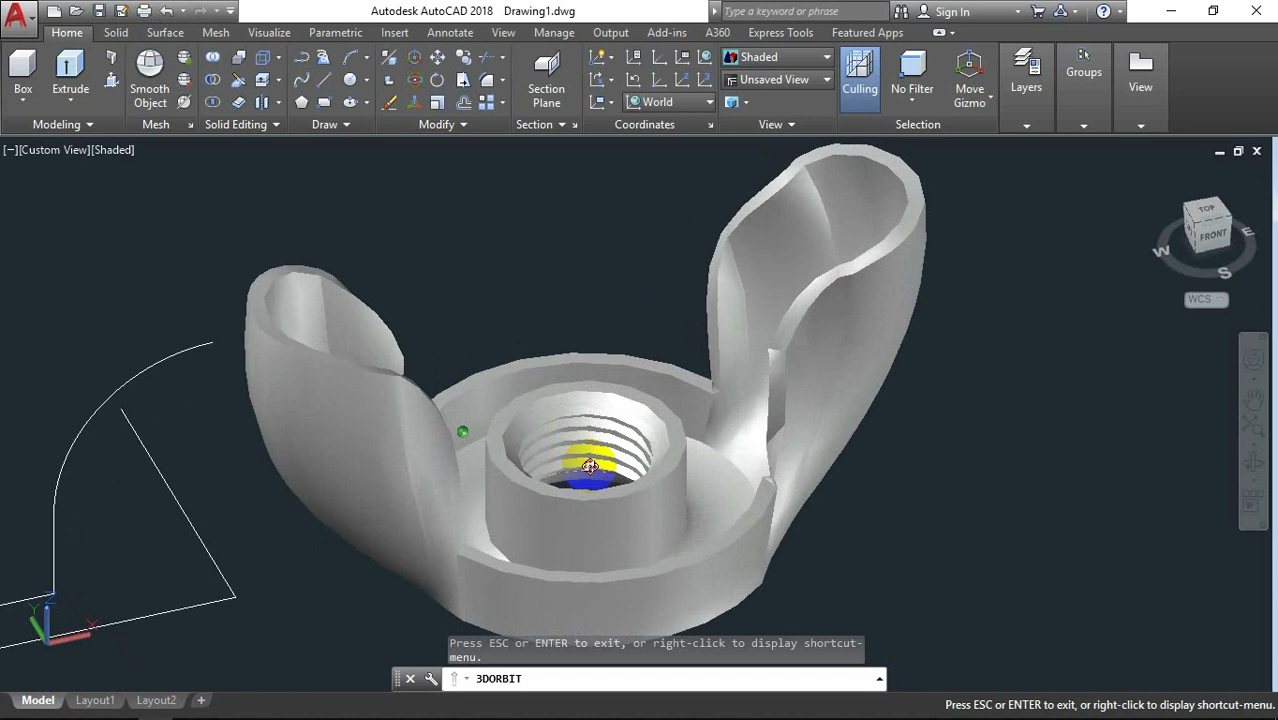 Autodesk AutoCAD 2018 Drawing1.dwg
Type a keyword or phrase
Sign In
Home Solid Surface Mesh Visualize Parametric Insert Annotate View Manage Output Add-ins A360 Express Tools Featured Apps
Box
Extrude
Smooth
Object
Section
Plane
Shaded
Unsaved View
World
Culling
No Filter
Move
Gizmo
Layers
Groups
View
Modeling
Mesh
Solid Editing
Draw
Modify
Section
Coordinates
View
Selection
[−][Custom View][Shaded]
TOP
FRONT
W
E
S
WCS
Y
Z
X
Press ESC or ENTER to exit, or right-click to display shortcut-
menu.
3DORBIT
Model Layout1 Layout2 +
Press ESC or ENTER to exit, or right-click to display shortcut-menu.